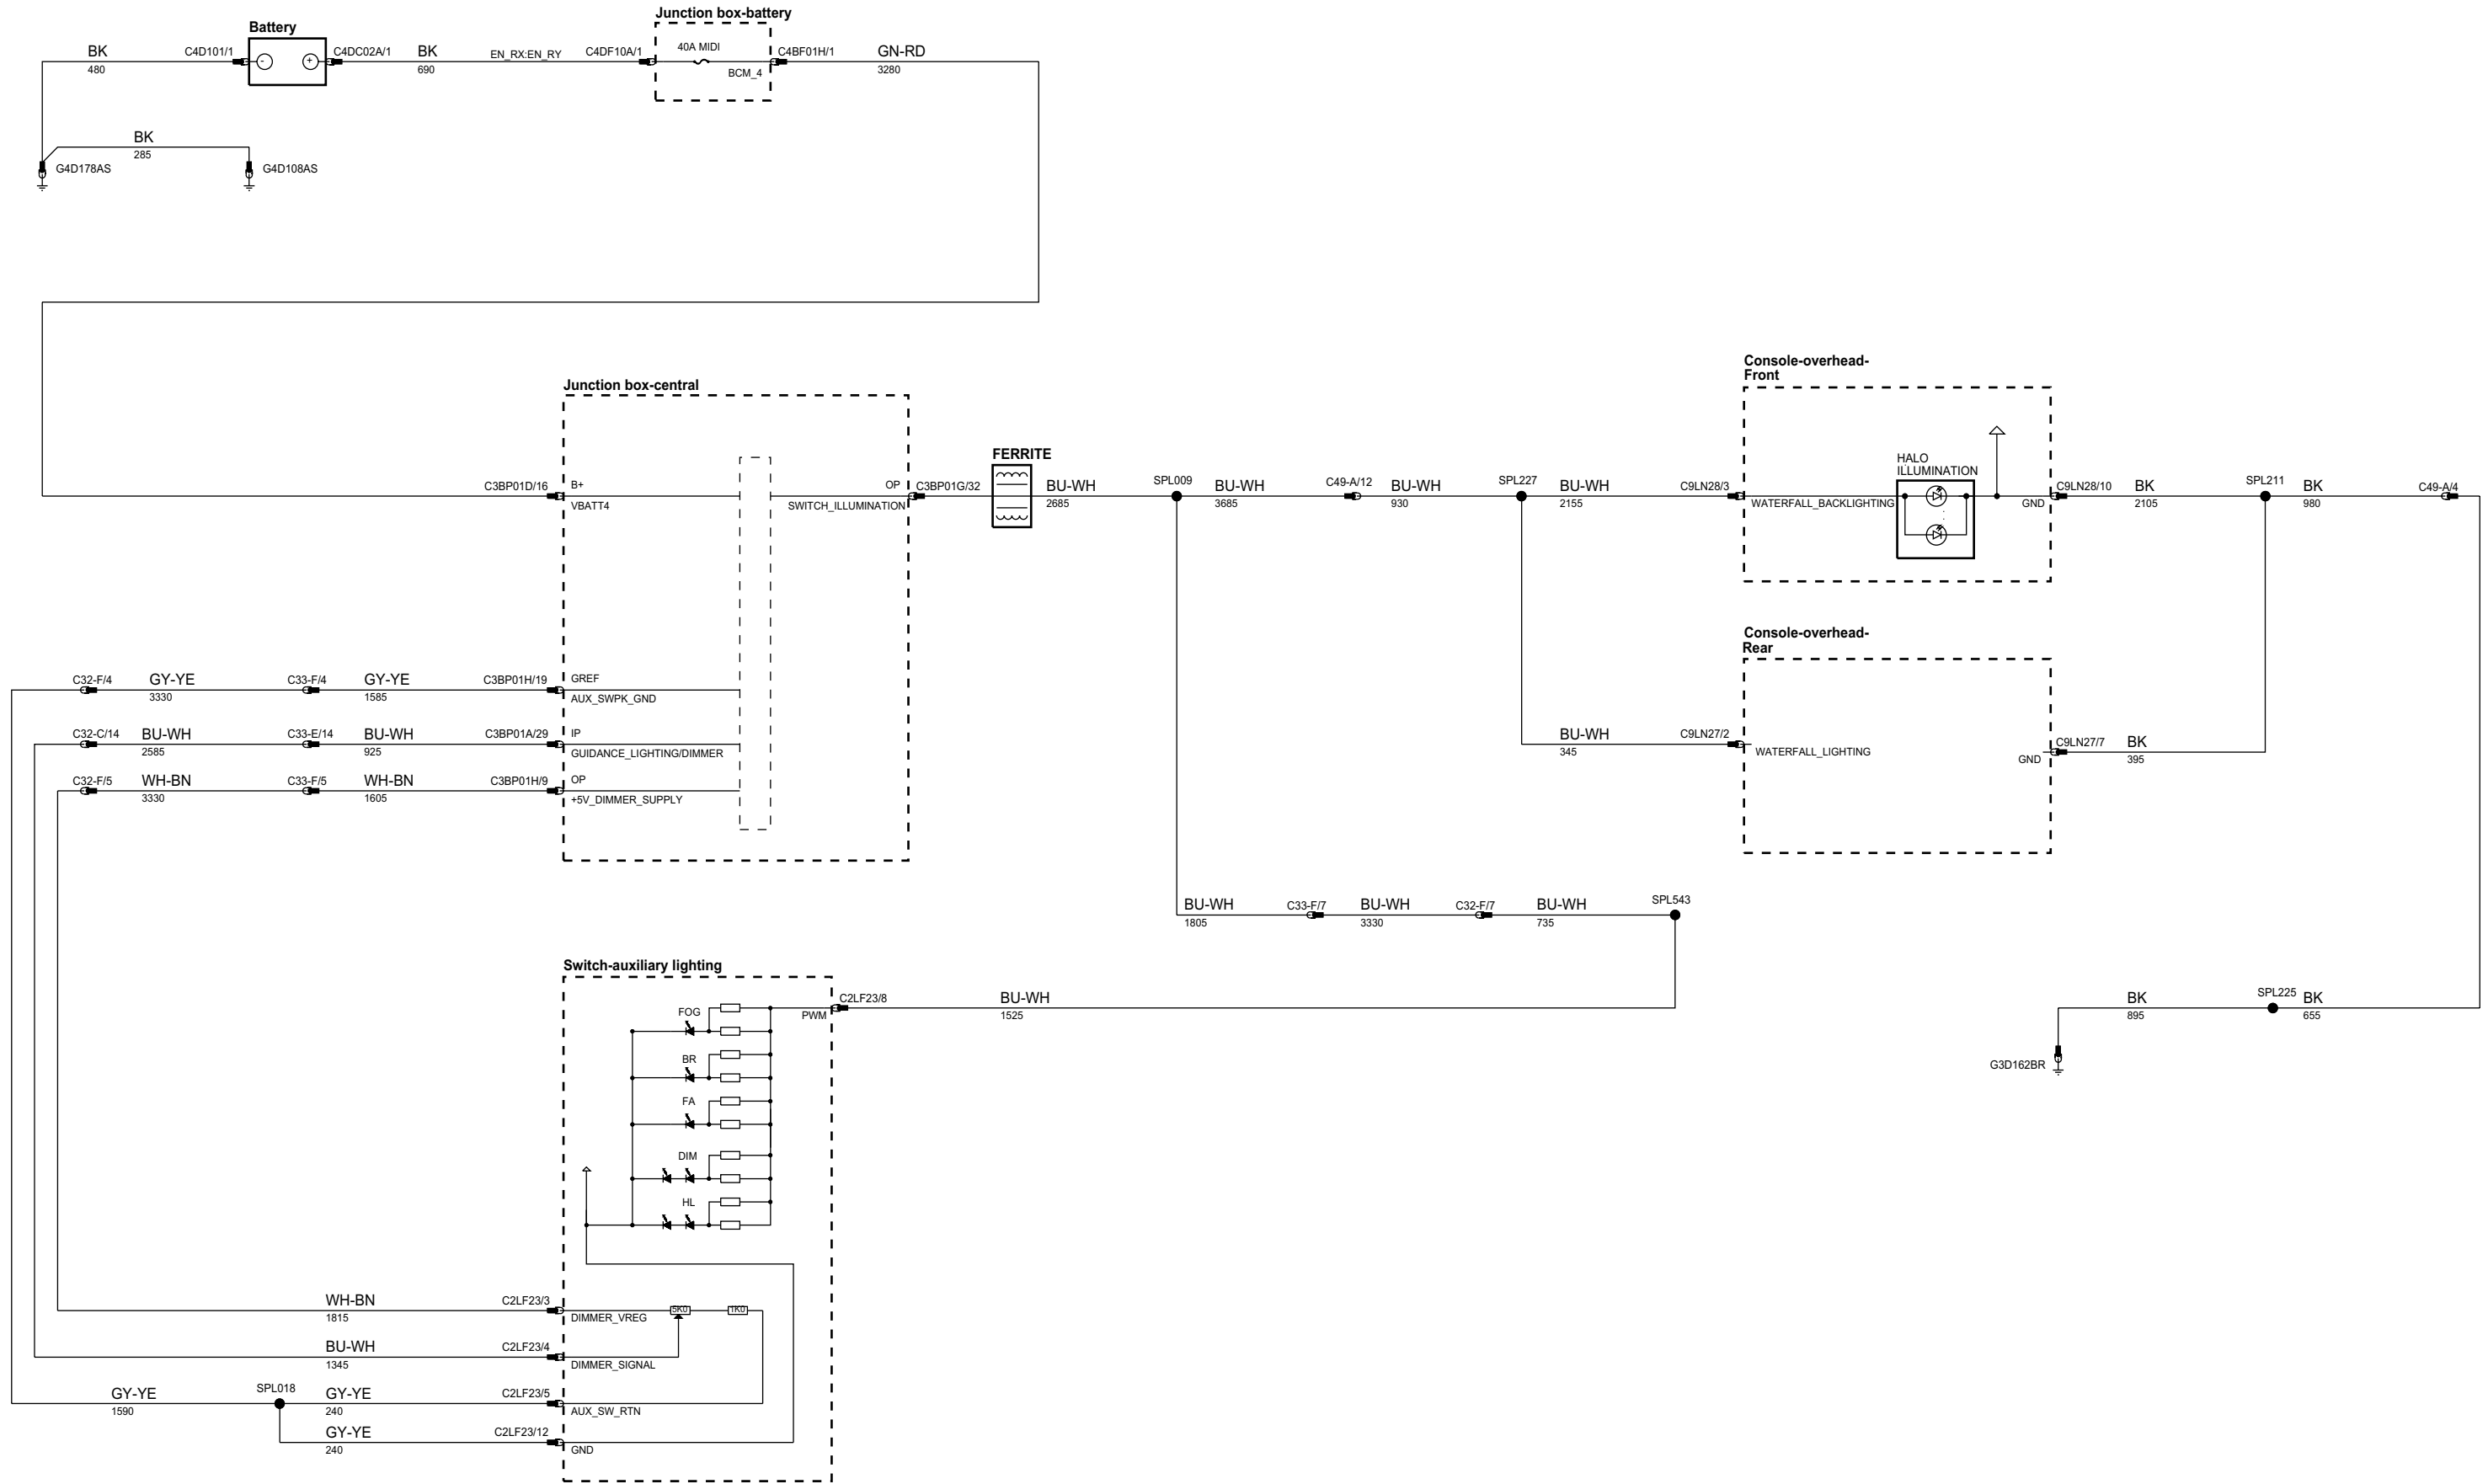 Junction box-battery
Battery
BK
480
C4D101/1
-
+
C4DC02A/1
BK
690
EN_RX:EN_RY
C4DF10A/1
40A MIDI
BCM_4
C4BF01H/1
GN-RD
3280
BK
285
G4D178AS
G4D108AS
Junction box-central
C3BP01D/16
B+
VBATT4
OP
SWITCH_ILLUMINATION
C3BP01G/32
FERRITE
BU-WH
2685
SPL009
BU-WH
3685
C49-A/12
BU-WH
930
SPL227
BU-WH
2155
C9LN28/3
Console-overhead-
Front
WATERFALL_BACKLIGHTING
HALO
ILLUMINATION
GND
C9LN28/10
BK
2105
SPL211
BK
980
C49-A/4
Console-overhead-
Rear
BU-WH
345
C9LN27/2
WATERFALL_LIGHTING
GND
C9LN27/7
BK
395
C32-F/4
GY-YE
3330
C33-F/4
GY-YE
1585
C3BP01H/19
GREF
AUX_SWPK_GND
C32-C/14
BU-WH
2585
C33-E/14
BU-WH
925
C3BP01A/29
IP
GUIDANCE_LIGHTING/DIMMER
C32-F/5
WH-BN
3330
C33-F/5
WH-BN
1605
C3BP01H/9
OP
+5V_DIMMER_SUPPLY
BU-WH
1805
C33-F/7
BU-WH
3330
C32-F/7
BU-WH
735
SPL543
Switch-auxiliary lighting
FOG
BR
FA
DIM
HL
PWM
C2LF23/8
BU-WH
1525
BK
895
SPL225
BK
655
G3D162BR
WH-BN
1815
C2LF23/3
DIMMER_VREG
5K0
1K0
BU-WH
1345
C2LF23/4
DIMMER_SIGNAL
GY-YE
1590
SPL018
GY-YE
240
C2LF23/5
AUX_SW_RTN
GY-YE
240
C2LF23/12
GND